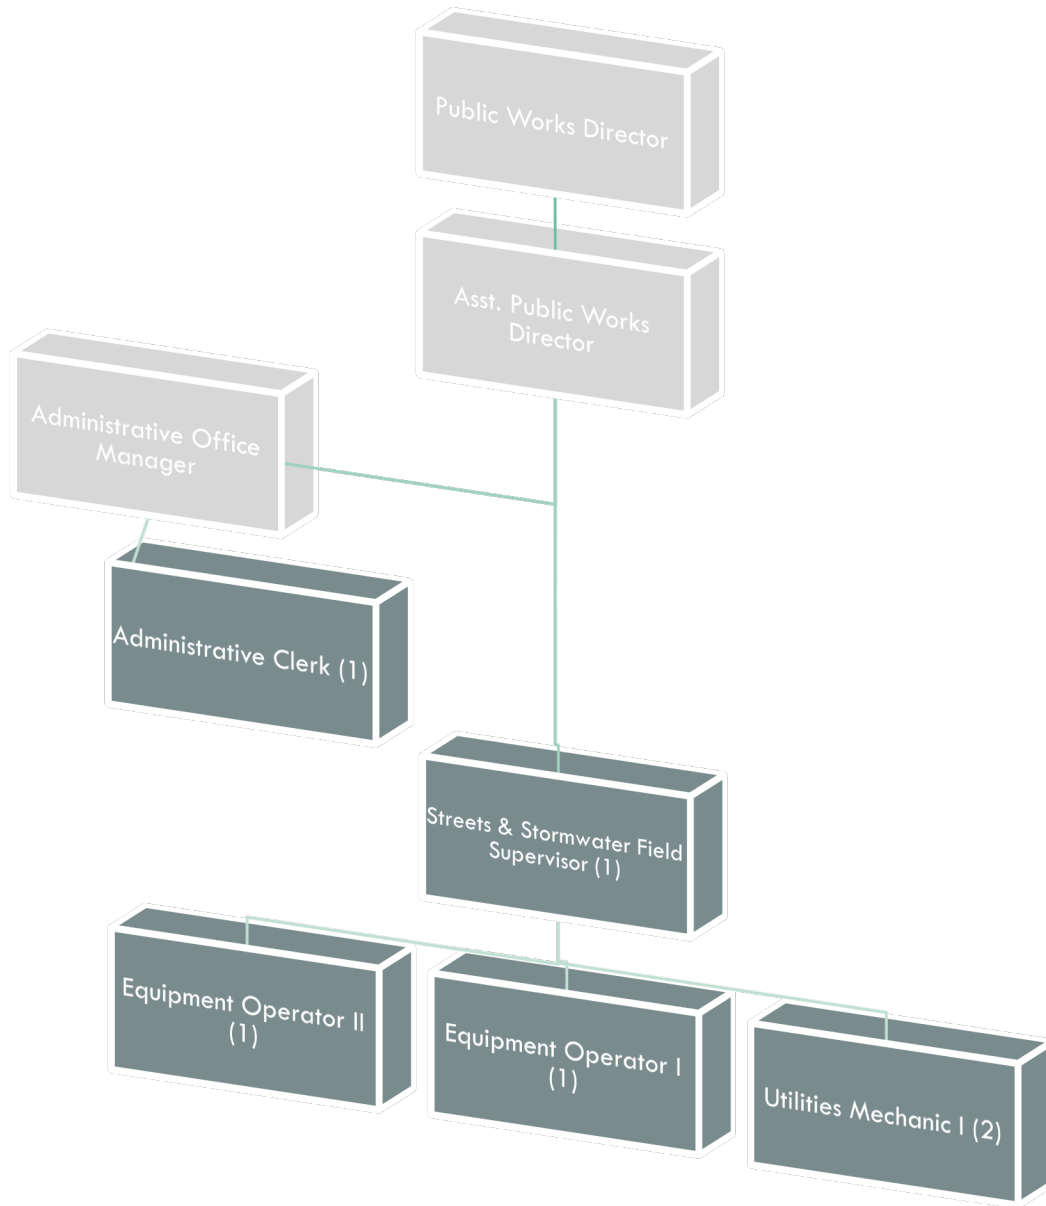 Public Works Director
Asst. Public Works
Director
Administrative Office
Manager
Administrative Clerk (1)
Streets & Stormwater Field
Supervisor (1)
Equipment Operator II
(1)
Equipment Operator I
(1)
Utilities Mechanic I (2)